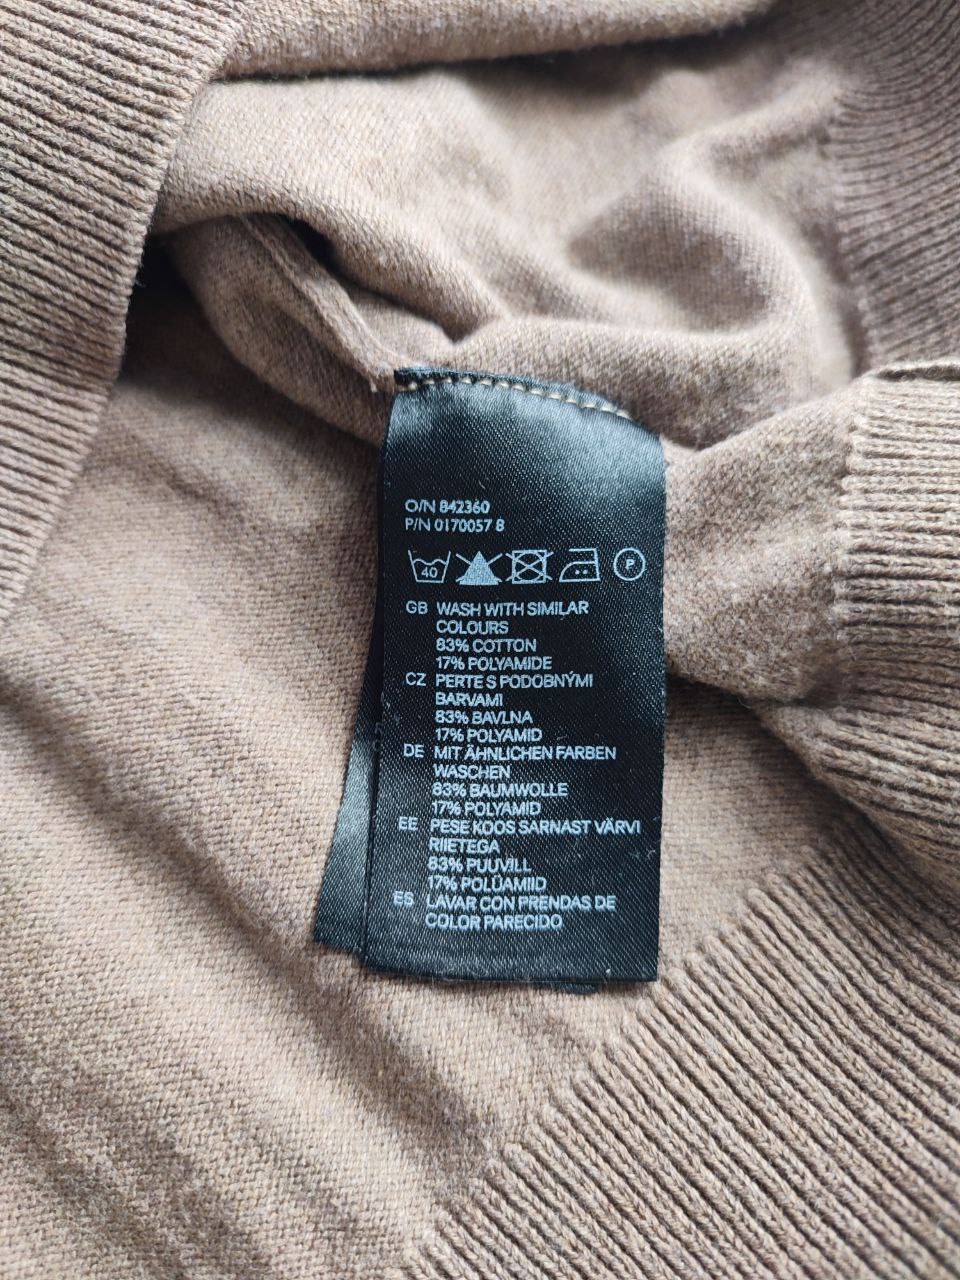 O/N 842360
P/N 0170057 8
40 P
GB WASH WITH SIMILAR
COLOURS
83% COTTON
17% POLYAMIDE
CZ PERTE S PODOBNÝMI
BARVAMI
83% BAVLNA
17% POLYAMID
DE MIT ÄHNLICHEN FARBEN
WASCHEN
83% BAUMWOLLE
17% POLYAMID
EE PESE KOOS SARNAST VÄRVI
RIIETEGA
83% PUUVILL
17% POLÜAMIID
ES LAVAR CON PRENDAS DE
COLOR PARECIDO